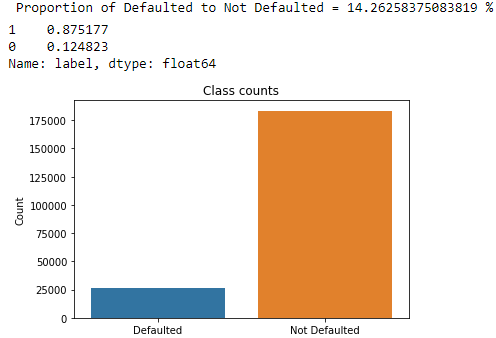 Proportion of Defaulted to Not Defaulted = 14.26258375083819 %
1    0.875177
0    0.124823
Name: label, dtype: float64
Class counts
175000
150000
125000
100000
75000
50000
25000
0
Count
Defaulted
Not Defaulted